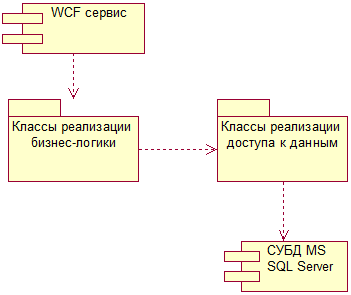 WCF сервис
Классы реализации
бизнес-логики
Классы реализации
доступа к данным
СУБД MS
SQL Server